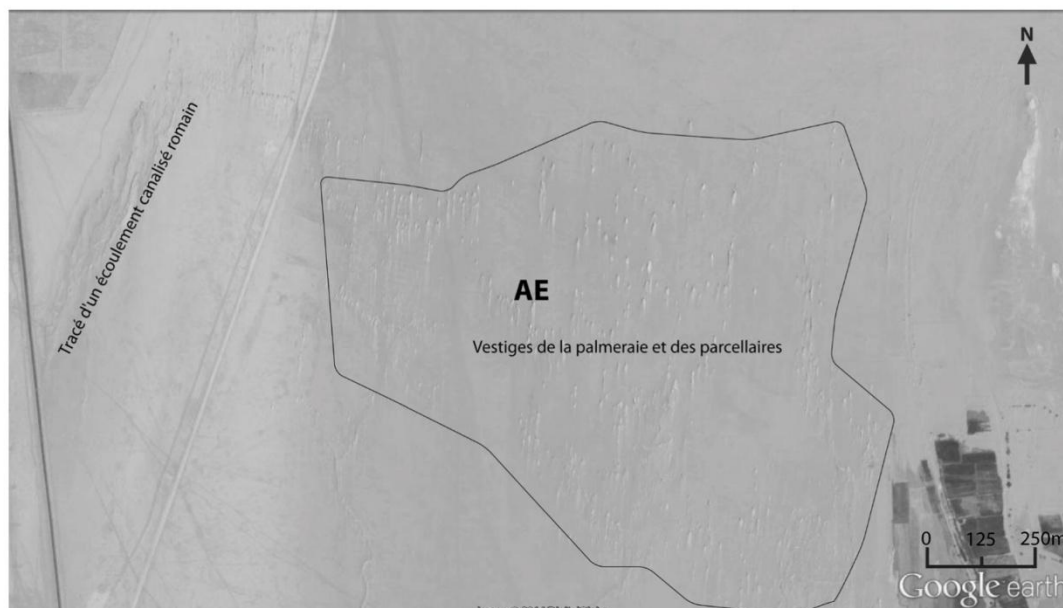 N
Tracé d'un écoulement canalisé romain
AE
Vestiges de la palmeraie et des parcellaires
0 125 250m
Google earth